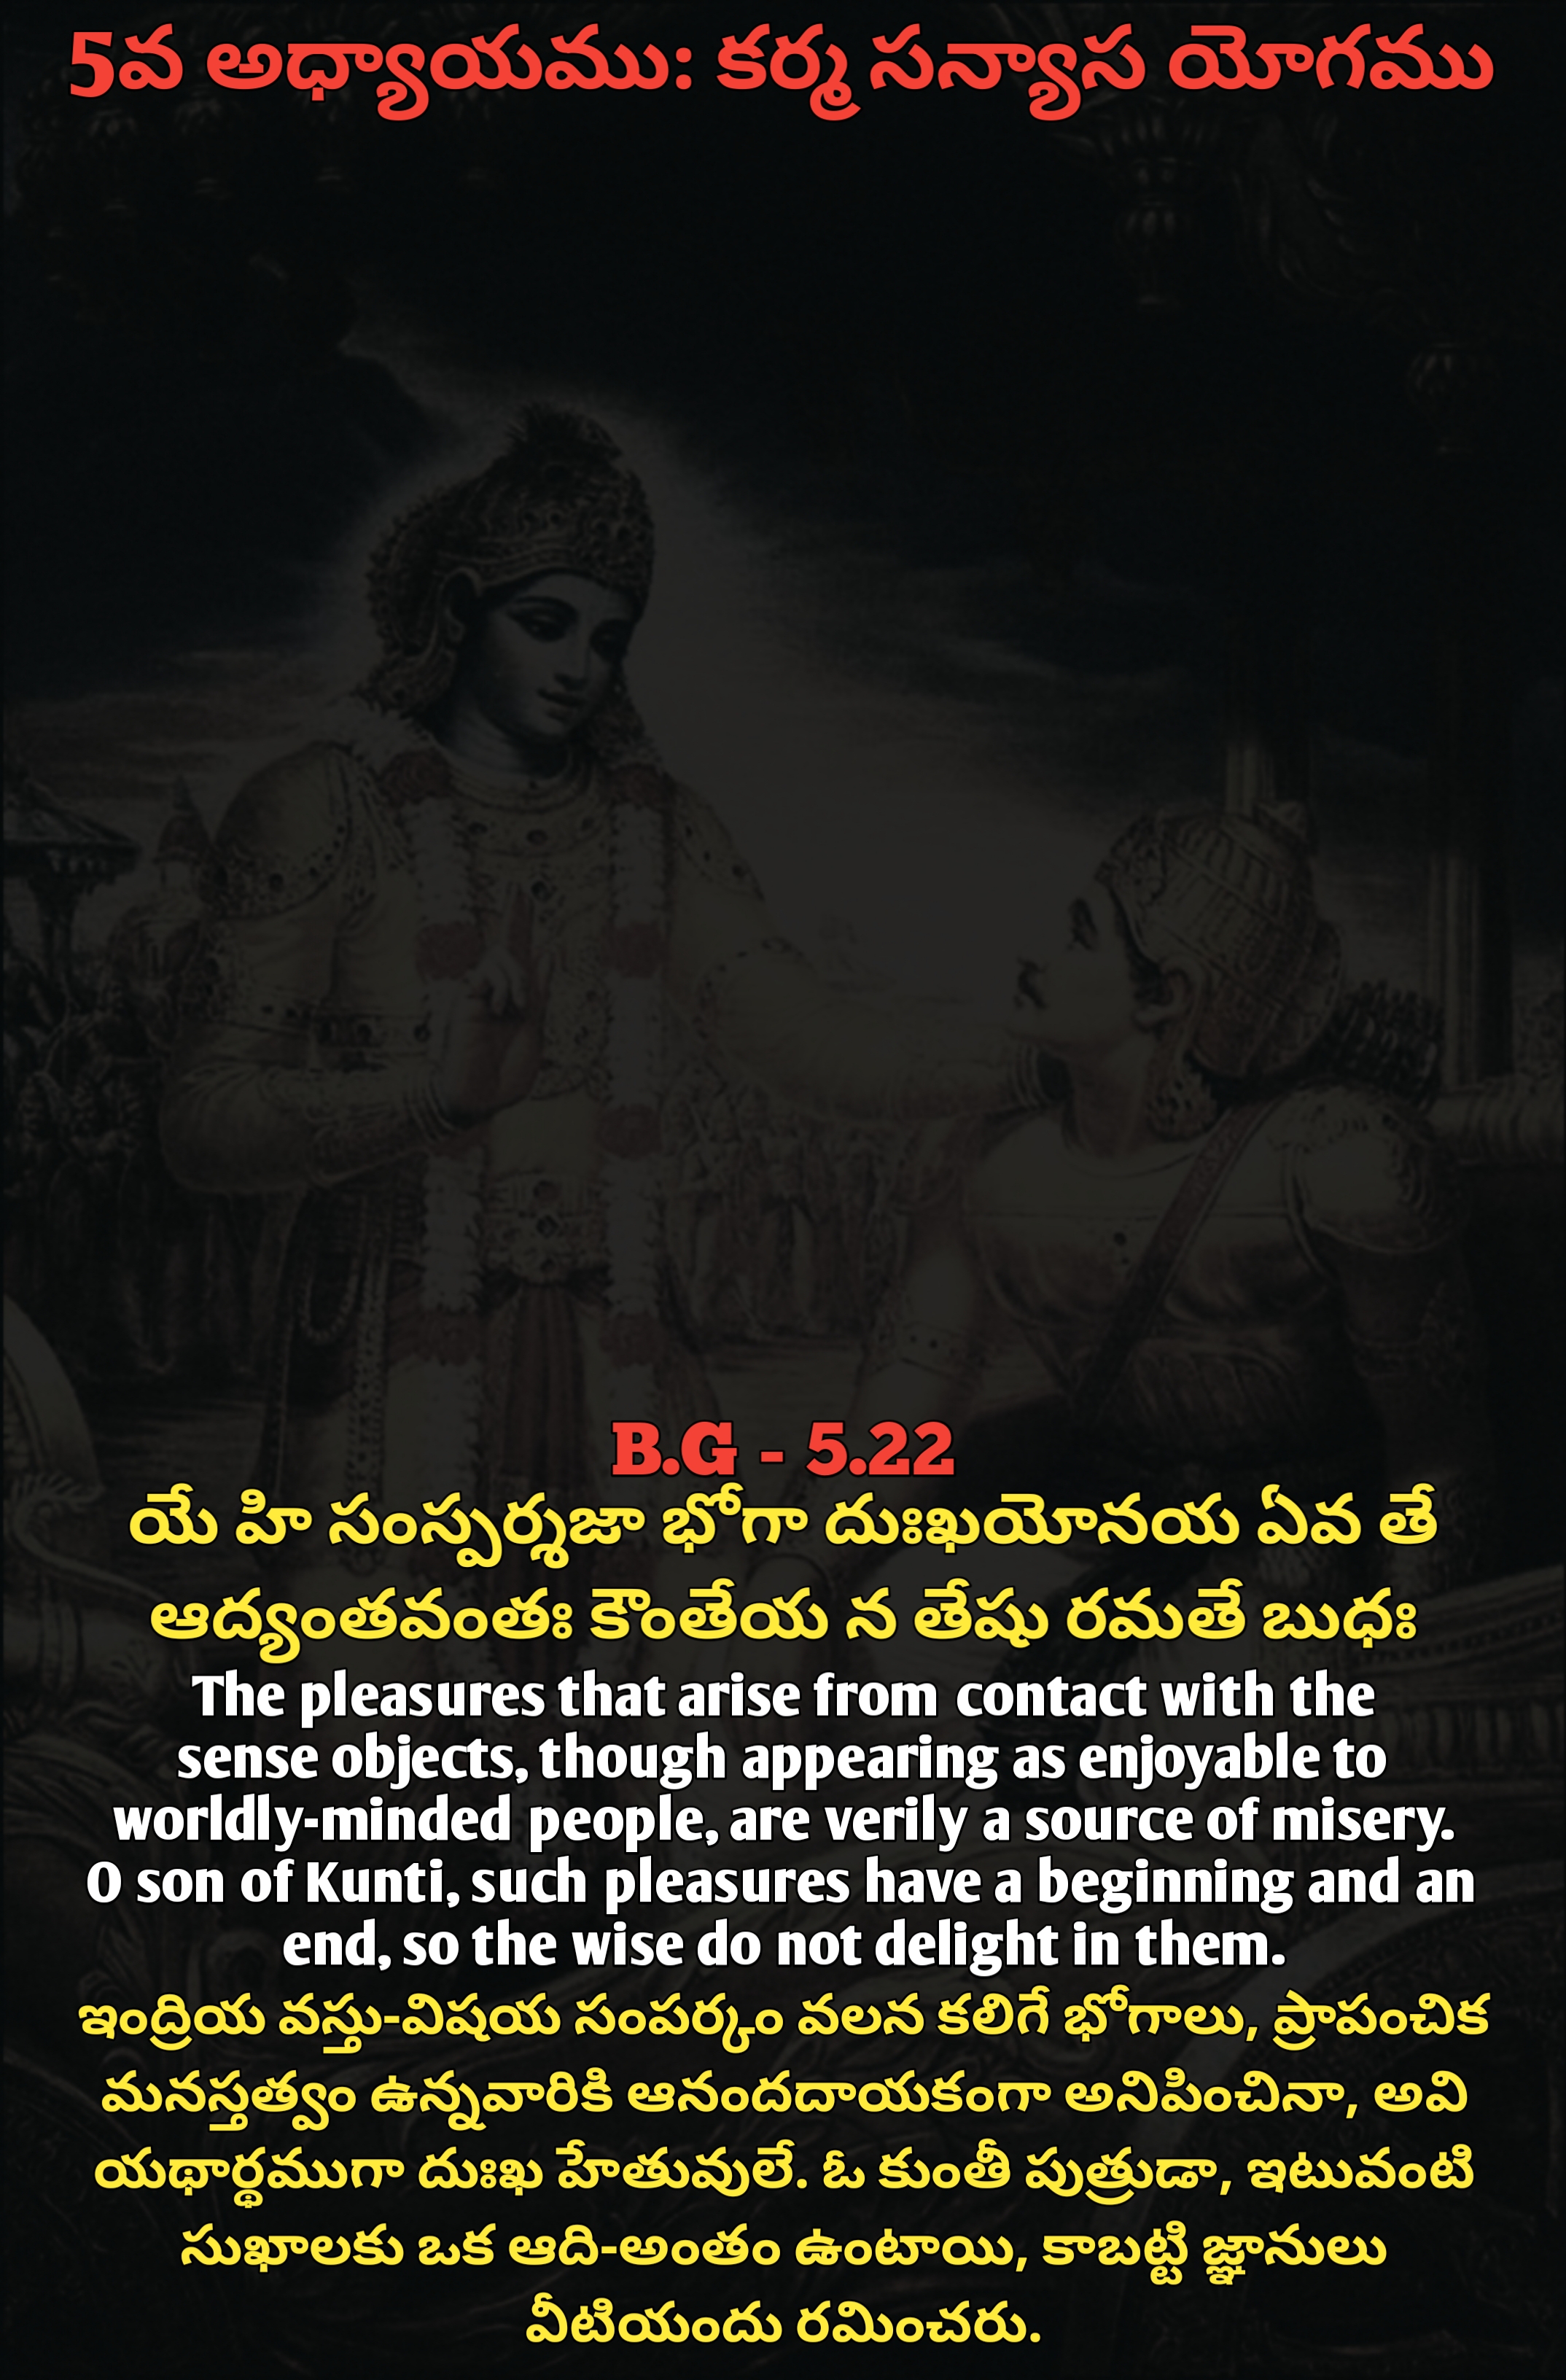 5వ అధ్యాయము: కర్మ సన్యాస యోగము
B.G - 5.22
యే హి సంస్పర్శజా భోగా దుఃఖయోనయ ఏవ తే
ఆద్యంతవంతః కౌంతేయ న తేషు రమతే బుధః
The pleasures that arise from contact with the
sense objects, though appearing as enjoyable to
worldly-minded people, are verily a source of misery.
O son of Kunti, such pleasures have a beginning and an
end, so the wise do not delight in them.
ఇంద్రియ వస్తు-విషయ సంపర్కం వలన కలిగే భోగాలు, ప్రాపంచిక
మనస్తత్వం ఉన్నవారికి ఆనందదాయకంగా అనిపించినా, అవి
యథార్థముగా దుఃఖ హేతువులే. ఓ కుంతీ పుత్రుడా, ఇటువంటి
సుఖాలకు ఒక ఆది-అంతం ఉంటాయి, కాబట్టి జ్ఞానులు
వీటియందు రమించరు.